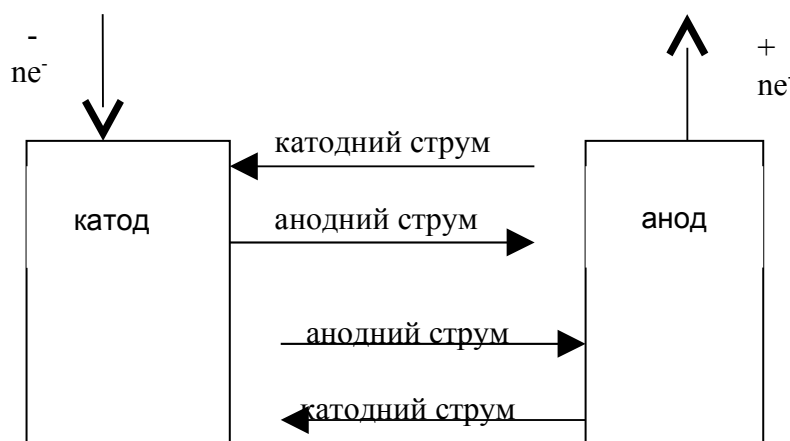 -
ne⁻
+
ne⁻
катодний струм
катод
анодний струм
анод
анодний струм
катодний струм